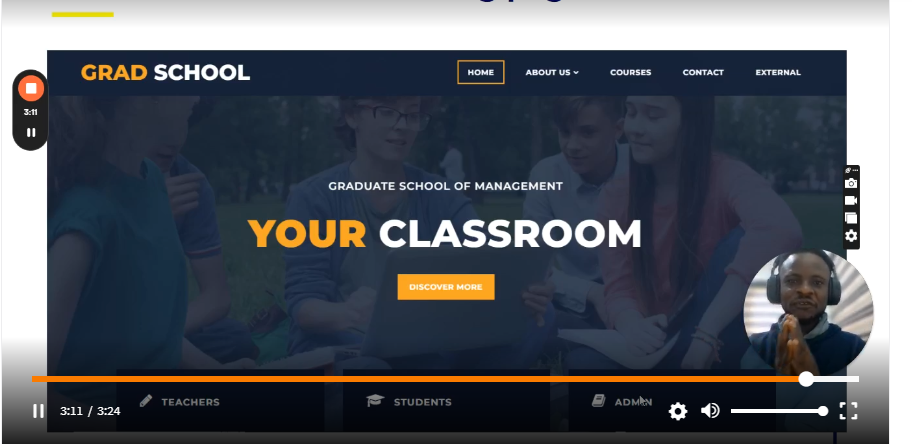 GRAD SCHOOL
HOME
ABOUT US
COURSES
CONTACT
EXTERNAL
3:11
GRADUATE SCHOOL OF MANAGEMENT
YOUR CLASSROOM
DISCOVER MORE
TEACHERS
STUDENTS
ADMIN
3:11 / 3:24